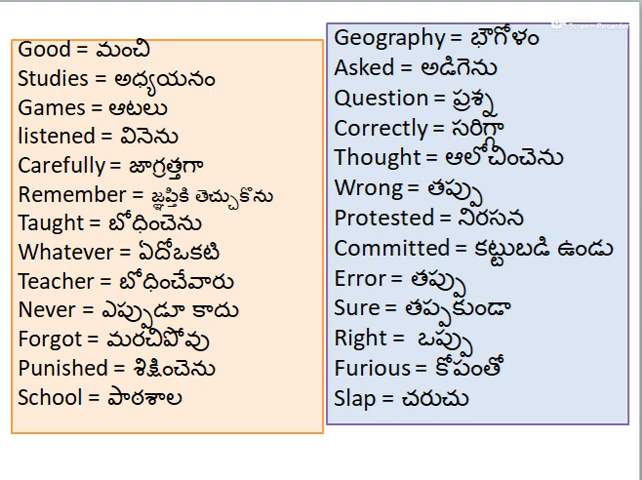 Good = మంచి
Studies = అధ్యయనం
Games = ఆటలు
listened = వినెను
Carefully = జాగ్రత్తగా
Remember = జ్ఞప్తికి తెచ్చుకొను
Taught = బోధించెను
Whatever = ఏదోఒకటి
Teacher = బోధించేవారు
Never = ఎప్పుడూ కాదు
Forgot = మరచిపోవు
Punished = శిక్షించెను
School = పాఠశాల
Geography = భౌగోళం
Asked = అడిగెను
Question = ప్రశ్న
Correctly = సరిగ్గా
Thought = ఆలోచించెను
Wrong = తప్పు
Protested = నిరసన
Committed = కట్టుబడి ఉండు
Error = తప్పు
Sure = తప్పకుండా
Right = ఒప్పు
Furious = కోపంతో
Slap = చరుచు